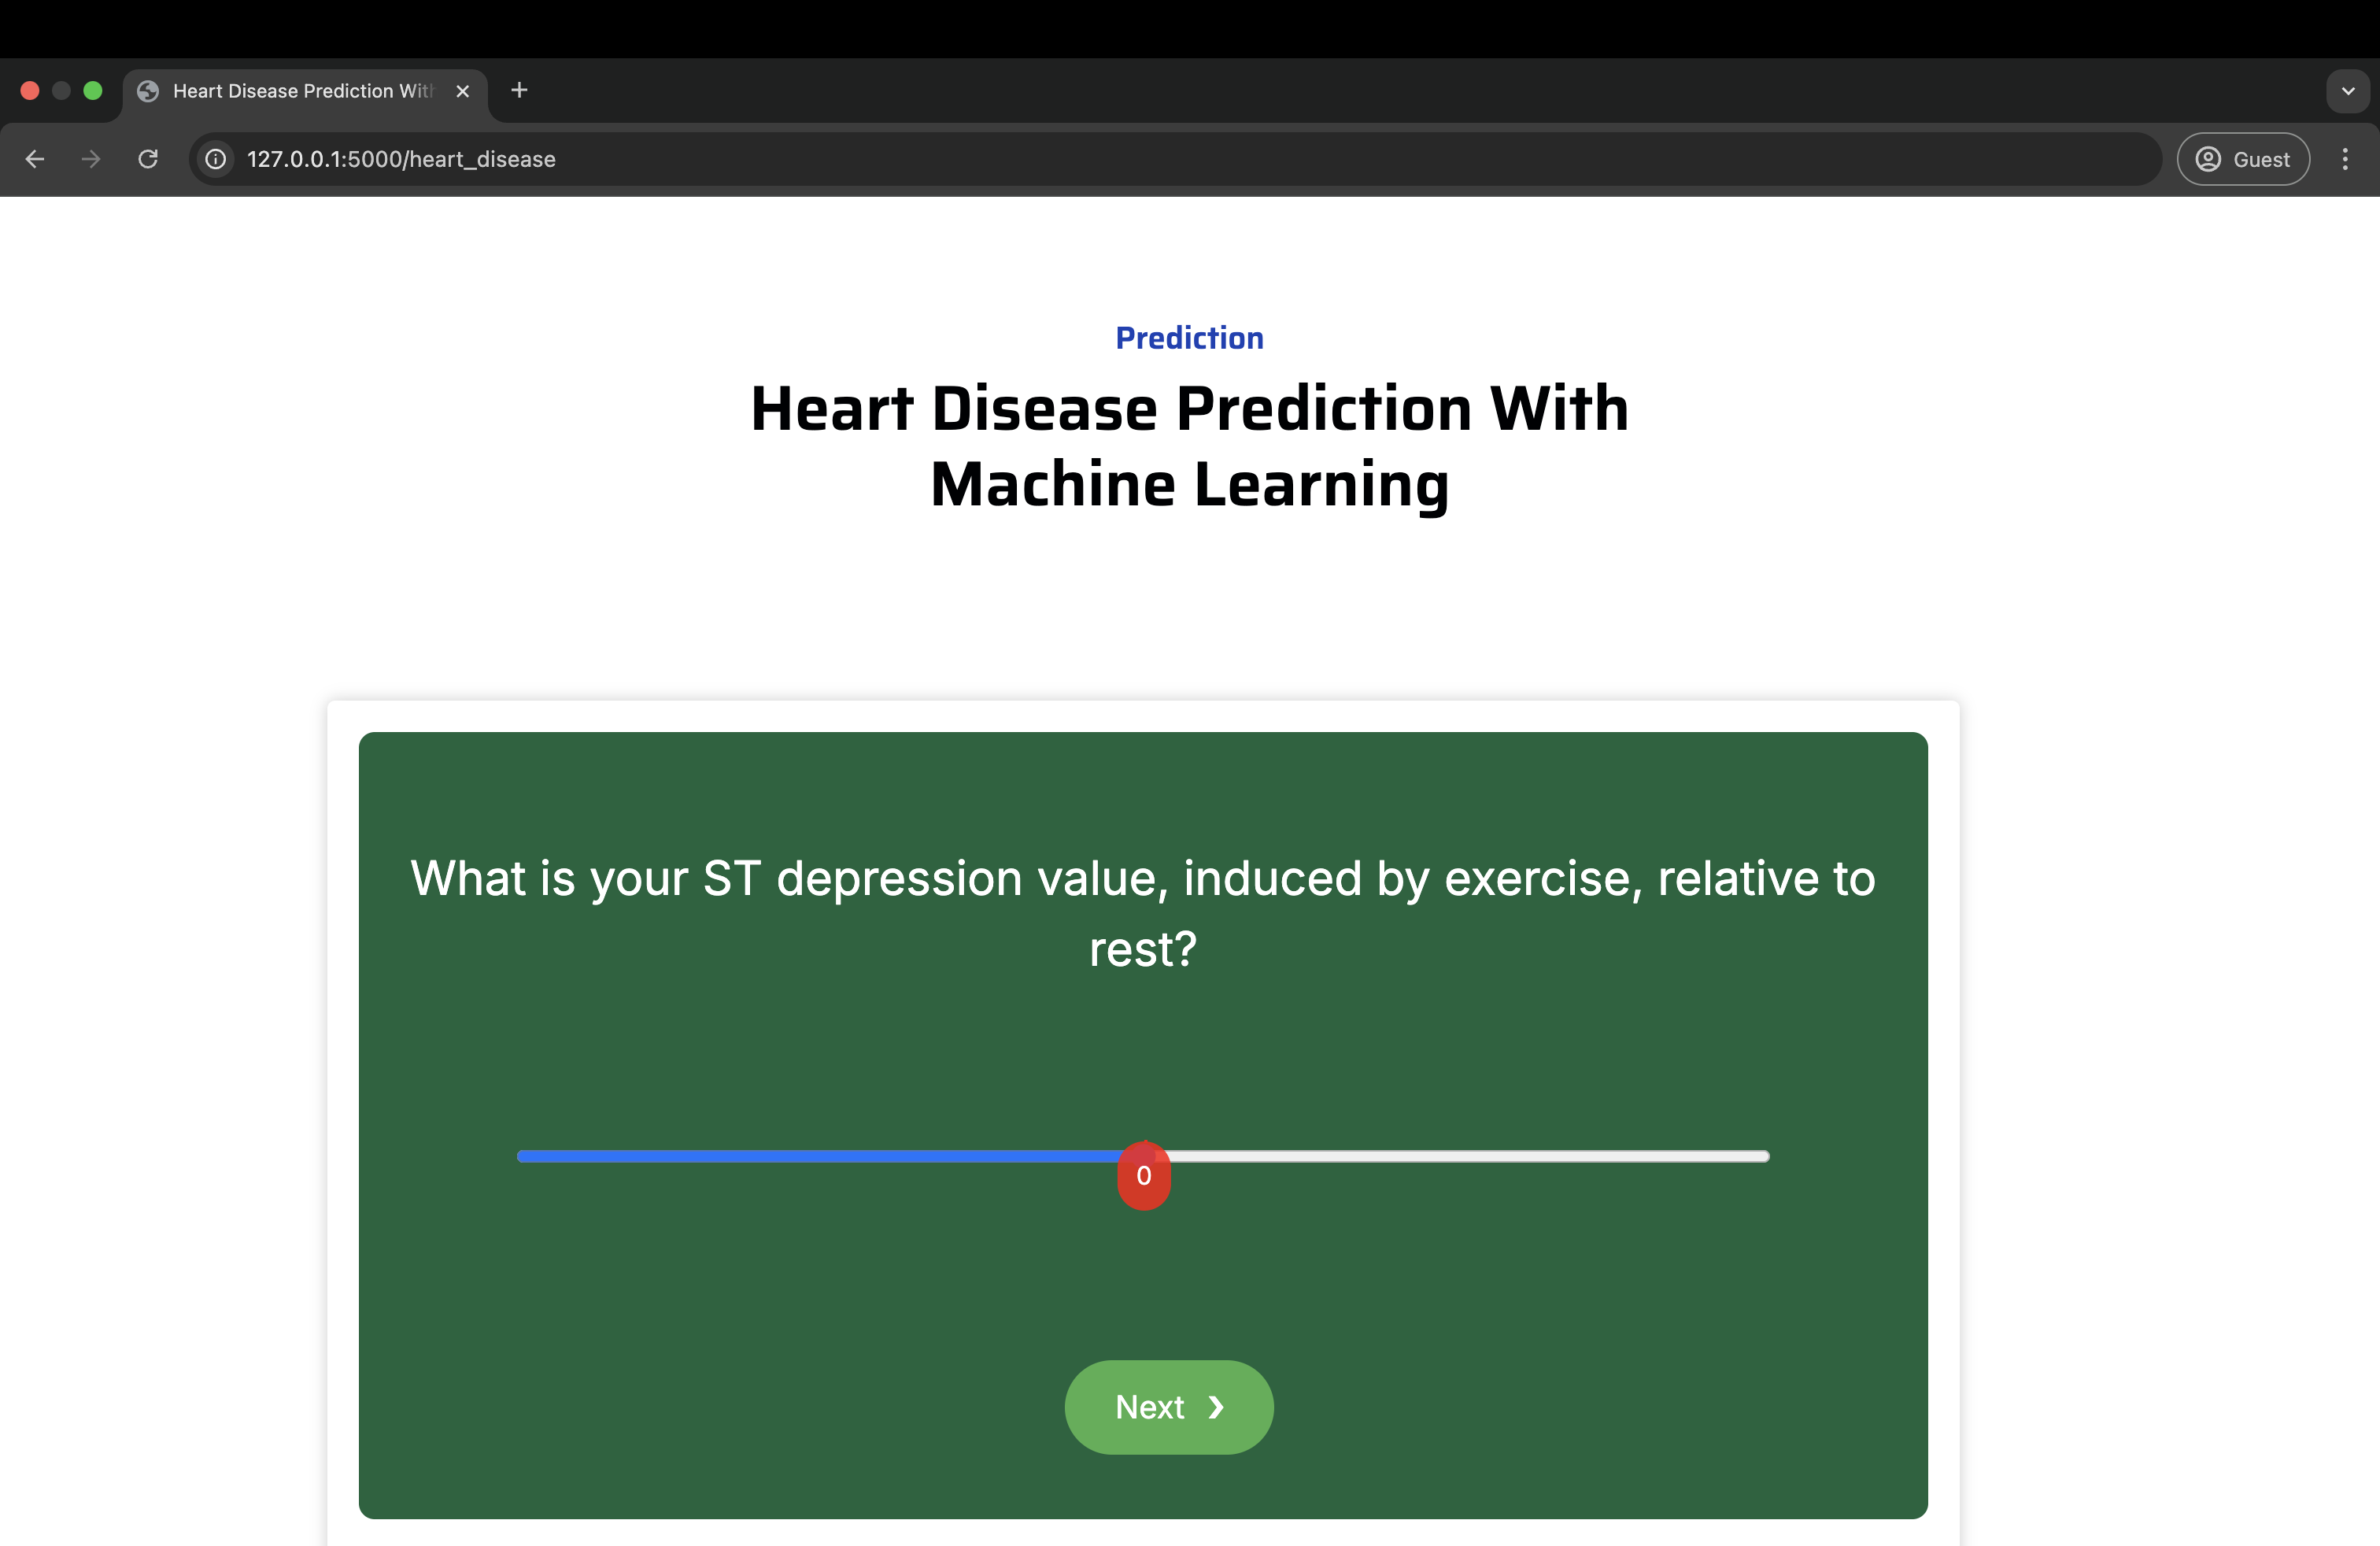 Heart Disease Prediction With
127.0.0.1:5000/heart_disease
Guest
Prediction
Heart Disease Prediction With
Machine Learning
What is your ST depression value, induced by exercise, relative to
rest?
0
Next